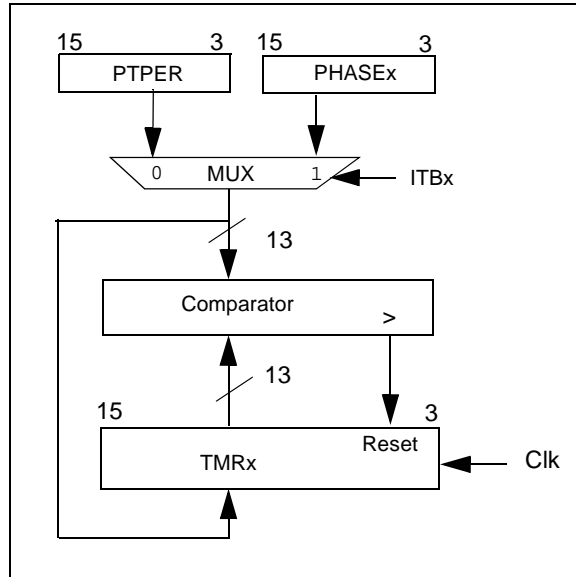 15 3 15 3
PTPER PHASEx
0 MUX 1
ITBx
13
Comparator
>
13
15 3
Reset
TMRx
Clk